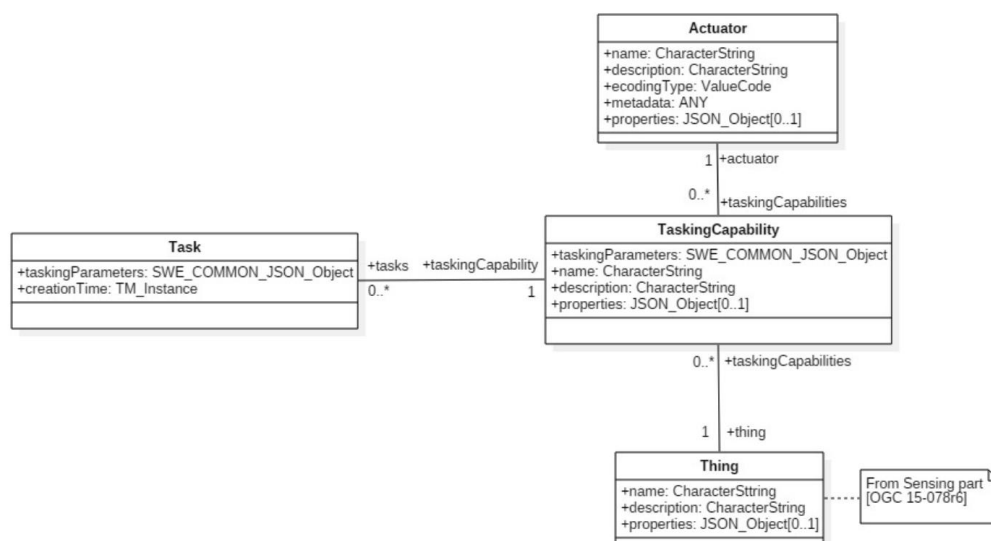 Actuator
+name: CharacterString
+description: CharacterString
+ecodingType: ValueCode
+metadata: ANY
+properties: JSON_Object[0..1]
1
+actuator
0..*
+taskingCapabilities
TaskingCapability
+taskingParameters: SWE_COMMON_JSON_Object
+name: CharacterString
+description: CharacterString
+properties: JSON_Object[0..1]
Task
+taskingParameters: SWE_COMMON_JSON_Object
+creationTime: TM_Instance
+tasks
+taskingCapability
0..*
1
0..*
+taskingCapabilities
1
+thing
Thing
+name: CharacterSttring
+description: CharacterString
+properties: JSON_Object[0..1]
From Sensing part
[OGC 15-078r6]